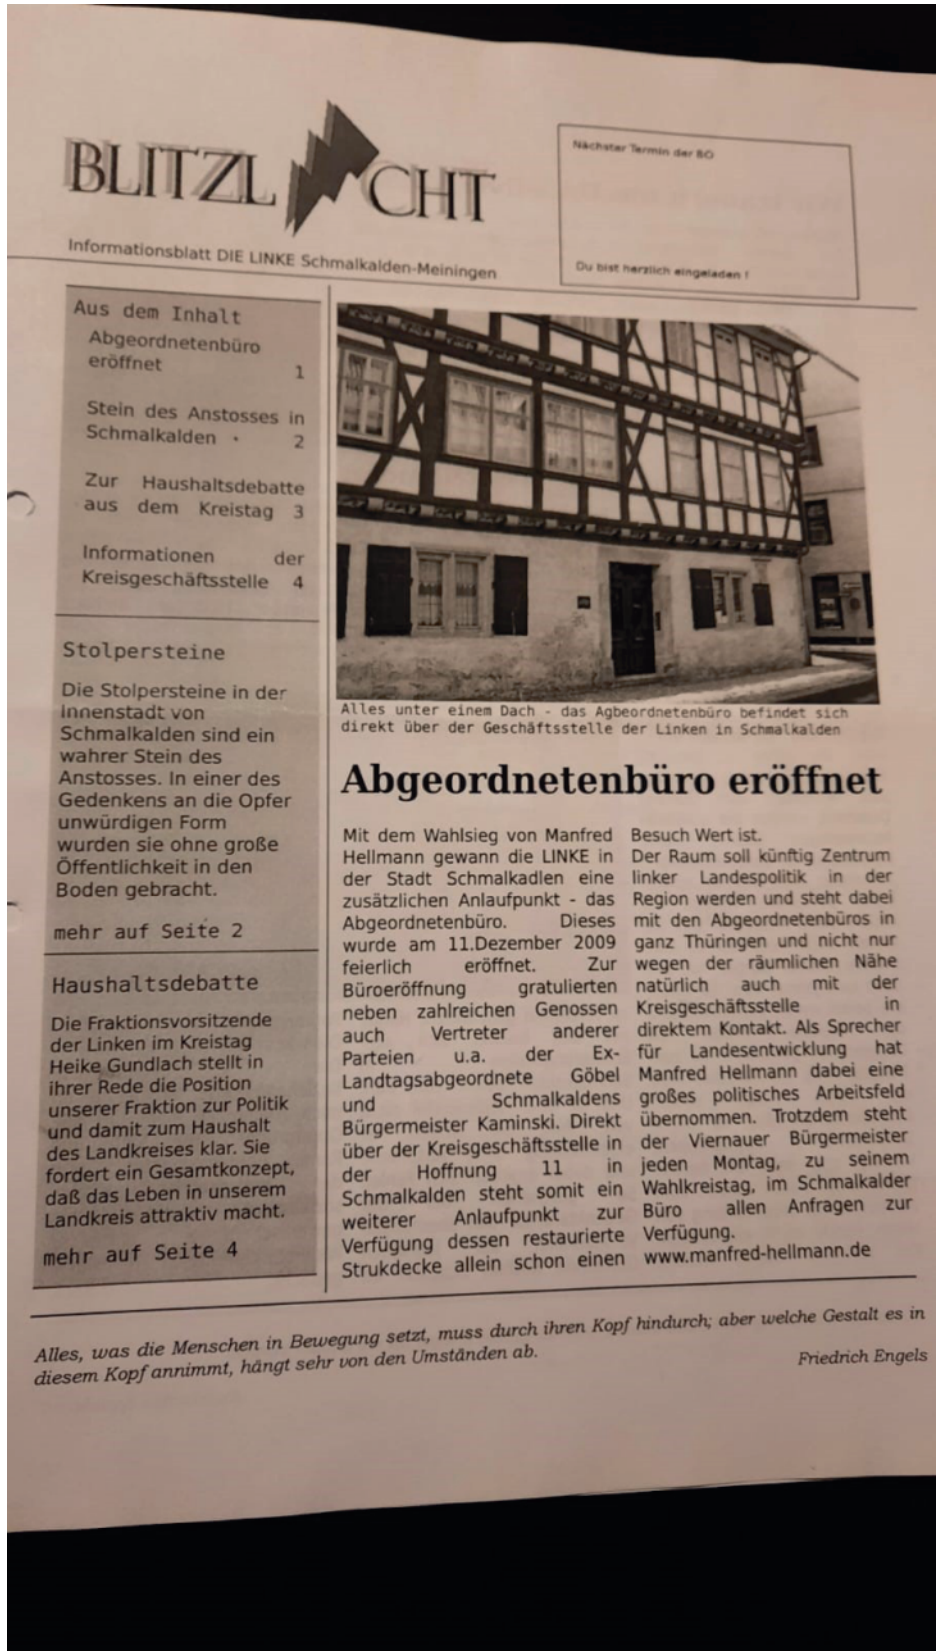 BLITZL CHT
Informationsblatt DIE LINKE Schmalkalden-Meiningen
Nächster Termin der BO
Du bist herzlich eingeladen !
Aus dem Inhalt
Abgeordnetenbüro
eröffnet 1
Stein des Anstosses in
Schmalkalden 2
Zur Haushaltsdebatte
aus dem Kreistag 3
Informationen der
Kreisgeschäftsstelle 4
Stolpersteine
Die Stolpersteine in der
Innenstadt von
Schmalkalden sind ein
wahrer Stein des
Anstosses. In einer des
Gedenkens an die Opfer
unwürdigen Form
wurden sie ohne große
Öffentlichkeit in den
Boden gebracht.
mehr auf Seite 2
Haushaltsdebatte
Die Fraktionsvorsitzende
der Linken im Kreistag
Heike Gundlach stellt in
ihrer Rede die Position
unserer Fraktion zur Politik
und damit zum Haushalt
des Landkreises klar. Sie
fordert ein Gesamtkonzept,
daß das Leben in unserem
Landkreis attraktiv macht.
mehr auf Seite 4
Alles unter einem Dach - das Agbeordnetenbüro befindet sich
direkt über der Geschäftsstelle der Linken in Schmalkalden
Abgeordnetenbüro eröffnet
Mit dem Wahlsieg von Manfred
Hellmann gewann die LINKE in
der Stadt Schmalkadlen eine
zusätzlichen Anlaufpunkt - das
Abgeordnetenbüro. Dieses
wurde am 11.Dezember 2009
feierlich eröffnet. Zur
Büroeröffnung gratulierten
neben zahlreichen Genossen
auch Vertreter anderer
Parteien u.a. der Ex-
Landtagsabgeordnete Göbel
und Schmalkaldens
Bürgermeister Kaminski. Direkt
über der Kreisgeschäftsstelle in
der Hoffnung 11 in
Schmalkalden steht somit ein
weiterer Anlaufpunkt zur
Verfügung dessen restaurierte
Strukdecke allein schon einen
Besuch Wert ist.
Der Raum soll künftig Zentrum
linker Landespolitik in der
Region werden und steht dabei
mit den Abgeordnetenbüros in
ganz Thüringen und nicht nur
wegen der räumlichen Nähe
natürlich auch mit der
Kreisgeschäftsstelle in
direktem Kontakt. Als Sprecher
für Landesentwicklung hat
Manfred Hellmann dabei eine
großes politisches Arbeitsfeld
übernommen. Trotzdem steht
der Viernauer Bürgermeister
jeden Montag, zu seinem
Wahlkreistag, im Schmalkalder
Büro allen Anfragen zur
Verfügung.
www.manfred-hellmann.de
Alles, was die Menschen in Bewegung setzt, muss durch ihren Kopf hindurch; aber welche Gestalt es in
diesem Kopf annimmt, hängt sehr von den Umständen ab.
Friedrich Engels